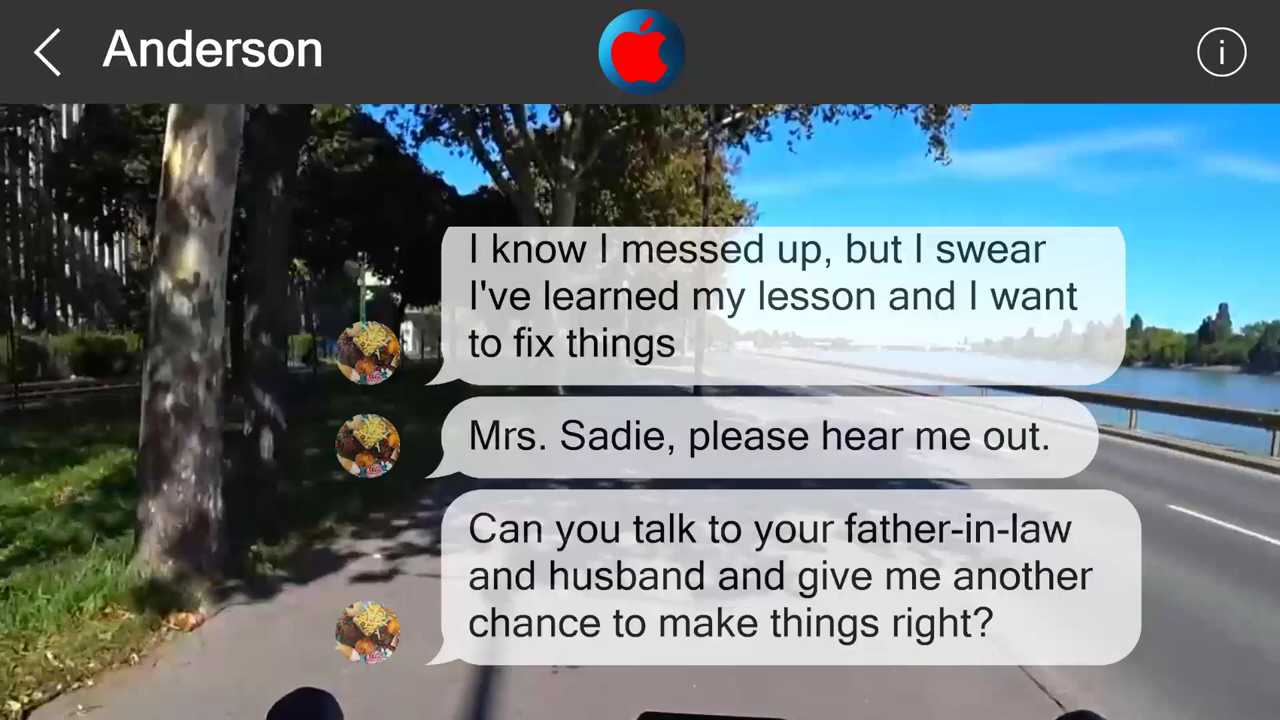 Anderson
i
I know I messed up, but I swear
I've learned my lesson and I want
to fix things
Mrs. Sadie, please hear me out.
Can you talk to your father-in-law
and husband and give me another
chance to make things right?